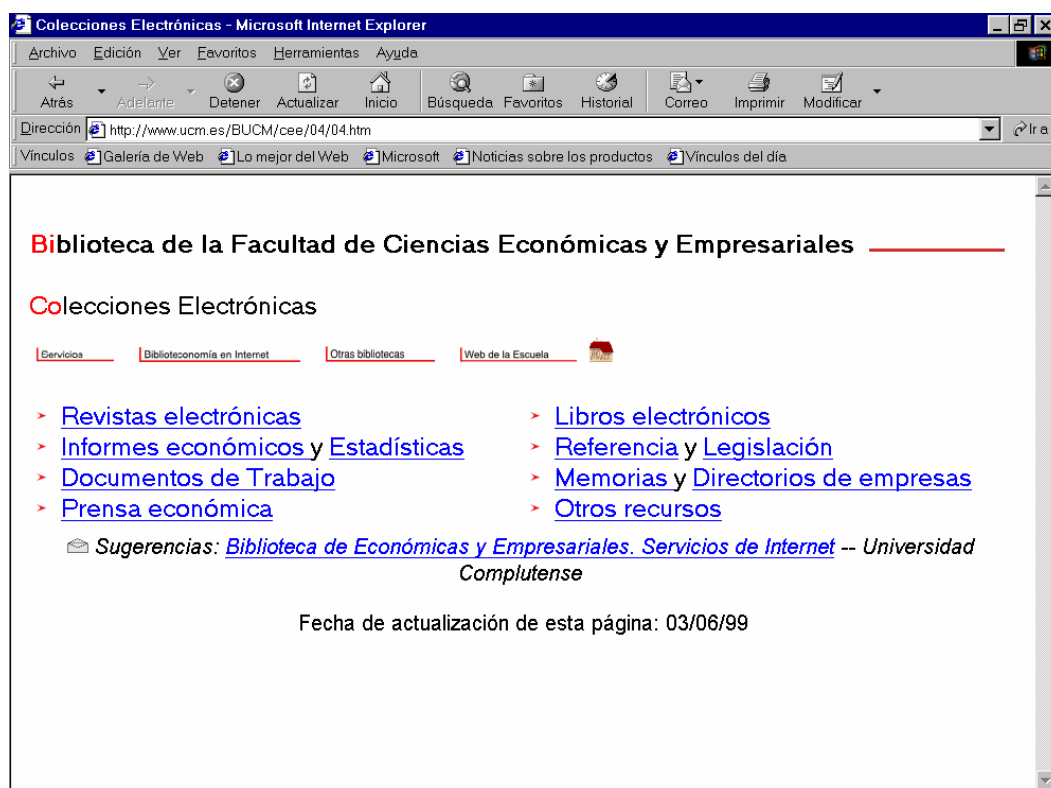 Colecciones Electrónicas - Microsoft Internet Explorer
Archivo Edición Ver Favoritos Herramientas Ayuda
Atrás Adelante Detener Actualizar Inicio Búsqueda Favoritos Historial Correo Imprimir Modificar
Dirección http://www.ucm.es/BUCM/cee/04/04.htm Ir a
Vínculos Galería de Web Lo mejor del Web Microsoft Noticias sobre los productos Vínculos del día
Biblioteca de la Facultad de Ciencias Económicas y Empresariales
Colecciones Electrónicas
Servicios Biblioteconomía en Internet Otras bibliotecas Web de la Escuela
Revistas electrónicas Libros electrónicos
Informes económicos y Estadísticas Referencia y Legislación
Documentos de Trabajo Memorias y Directorios de empresas
Prensa económica Otros recursos
Sugerencias: Biblioteca de Económicas y Empresariales. Servicios de Internet -- Universidad
Complutense
Fecha de actualización de esta página: 03/06/99